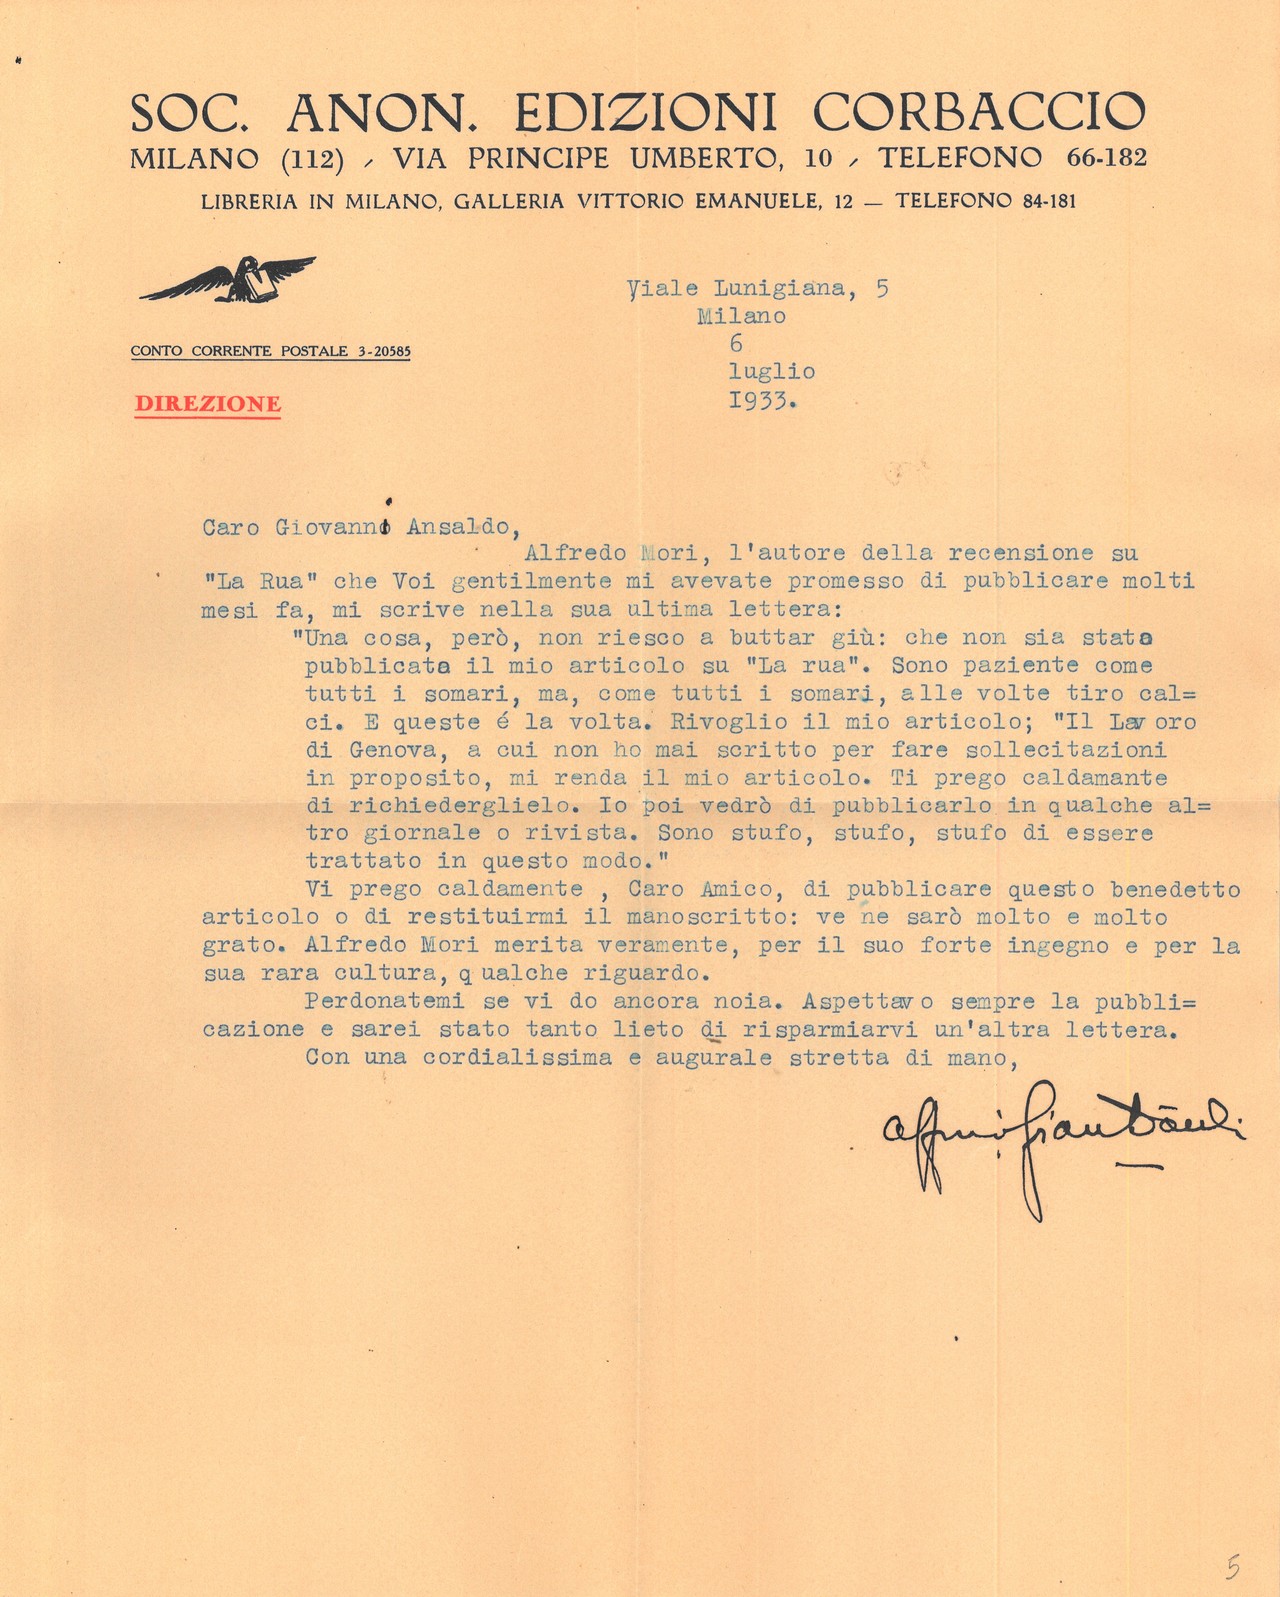 SOC. ANON. EDIZIONI CORBACCIO
MILANO (112) , VIA PRINCIPE UMBERTO, 10 , TELEFONO 66-182
LIBRERIA IN MILANO, GALLERIA VITTORIO EMANUELE, 12 — TELEFONO 84-181
CONTO CORRENTE POSTALE 3-20585
DIREZIONE
Viale Lunigiana, 5
Milano
6
luglio
I933.
Caro Giovanni Ansaldo,
Alfredo Mori, l'autore della recensione su
"La Rua" che Voi gentilmente mi avevate promesso di pubblicare molti
mesi fa, mi scrive nella sua ultima lettera:
"Una cosa, però, non riesco a buttar giù: che non sia stato
pubblicato il mio articolo su "La rua". Sono paziente come
tutti i somari, ma, come tutti i somari, alle volte tiro cal=
ci. E queste é la volta. Rivoglio il mio articolo; "Il Lavoro
di Genova, a cui non ho mai scritto per fare sollecitazioni
in proposito, mi renda il mio articolo. Ti prego caldamante
di richiederglielo. Io poi vedrò di pubblicarlo in qualche al=
tro giornale o rivista. Sono stufo, stufo, stufo di essere
trattato in questo modo."
Vi prego caldamente , Caro Amico, di pubblicare questo benedetto
articolo o di restituirmi il manoscritto: ve ne sarò molto e molto
grato. Alfredo Mori merita veramente, per il suo forte ingegno e per la
sua rara cultura, q ualche riguardo.
Perdonatemi se vi do ancora noia. Aspettavo sempre la pubbli=
cazione e sarei stato tanto lieto di risparmiarvi un'altra lettera.
Con una cordialissima e augurale stretta di mano,
Gian Dàuli
5